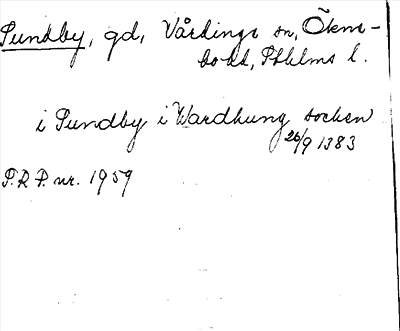 Sundby, gd, Vårdinge sn, Öknebo hd, Sthlms l.
i Sundby i Wardhung socken
26/9 1383
S.R.P. nr. 1959